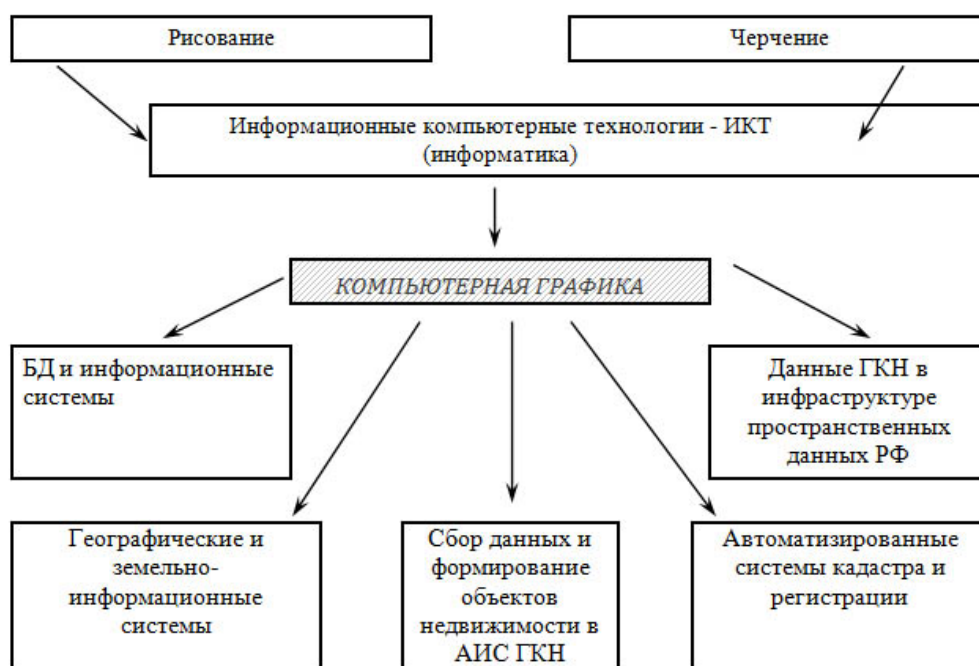 Рисование
Черчение
Информационные компьютерные технологии - ИКТ
(информатика)
КОМПЬЮТЕРНАЯ ГРАФИКА
БД и информационные
системы
Данные ГКН в
инфраструктуре
пространственных
данных РФ
Географические и
земельно-
информационные
системы
Сбор данных и
формирование
объектов
недвижимости в
АИС ГКН
Автоматизированные
системы кадастра и
регистрации